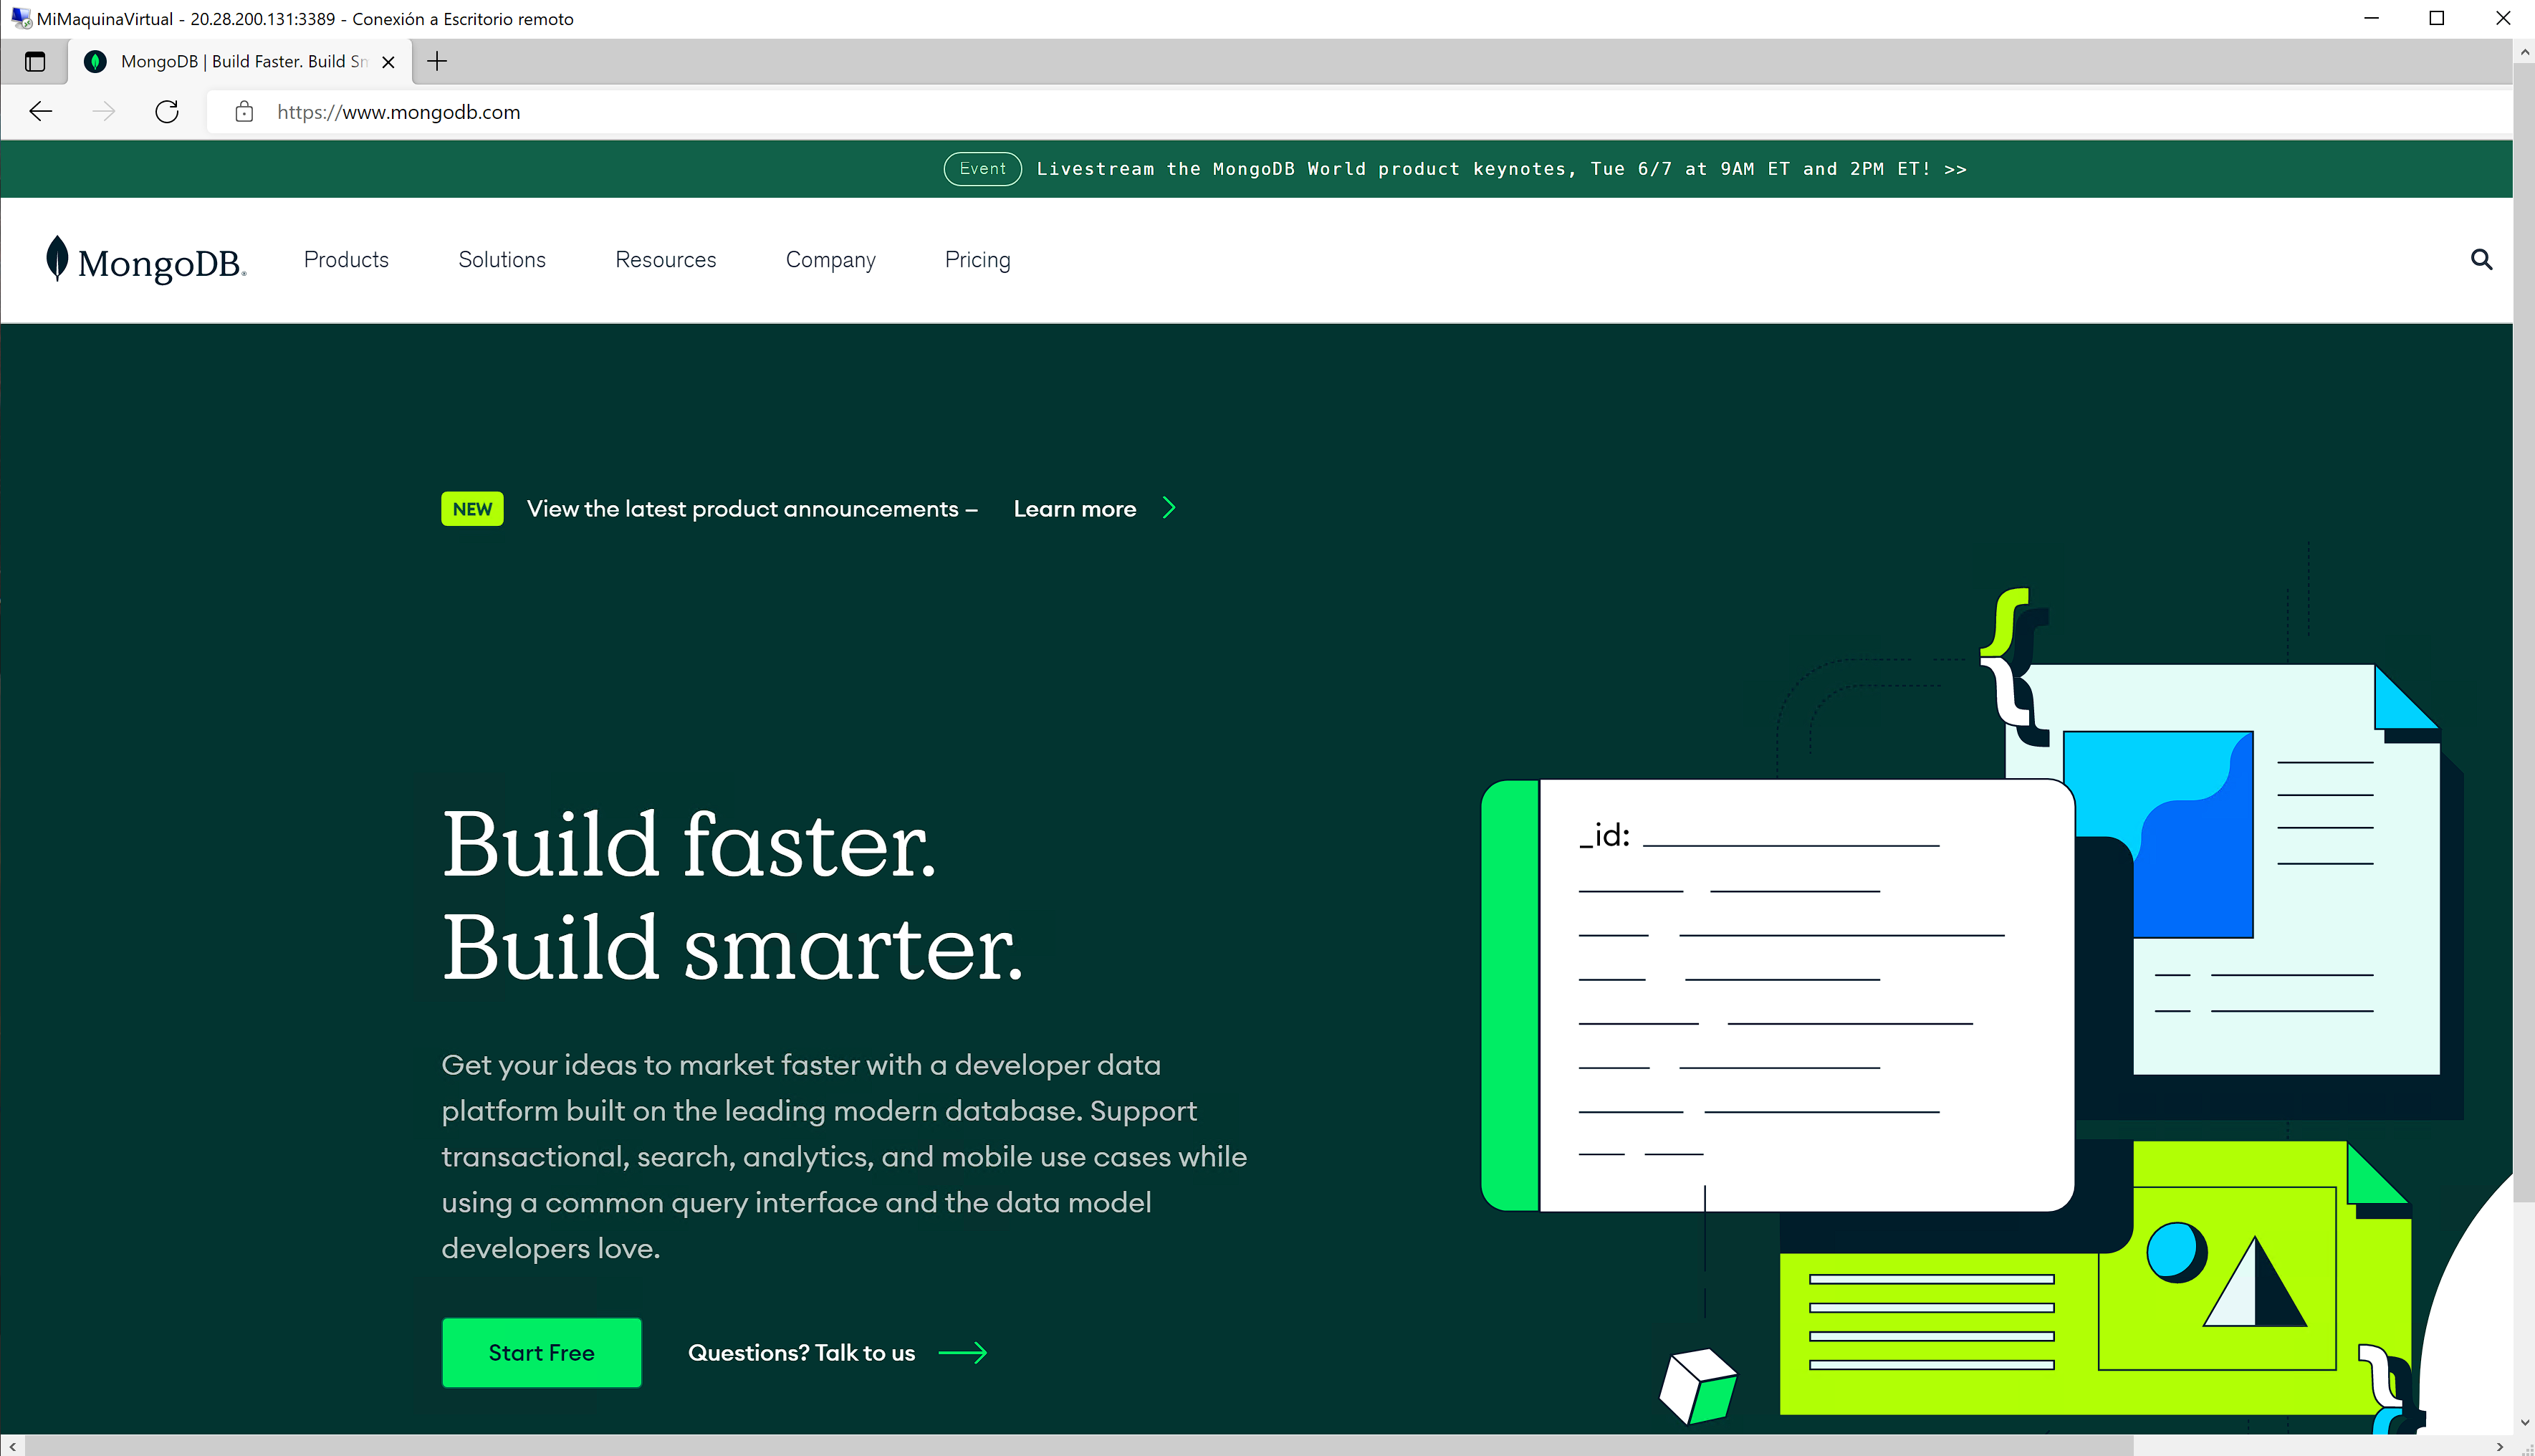 MiMaquinaVirtual - 20.28.200.131:3389 - Conexión a Escritorio remoto
MongoDB | Build Faster. Build Sm
https://www.mongodb.com
Event Livestream the MongoDB World product keynotes, Tue 6/7 at 9AM ET and 2PM ET! >>
MongoDB. Products Solutions Resources Company Pricing
NEW View the latest product announcements – Learn more
Build faster.
Build smarter.
Get your ideas to market faster with a developer data
platform built on the leading modern database. Support
transactional, search, analytics, and mobile use cases while
using a common query interface and the data model
developers love.
Start Free Questions? Talk to us
_id: